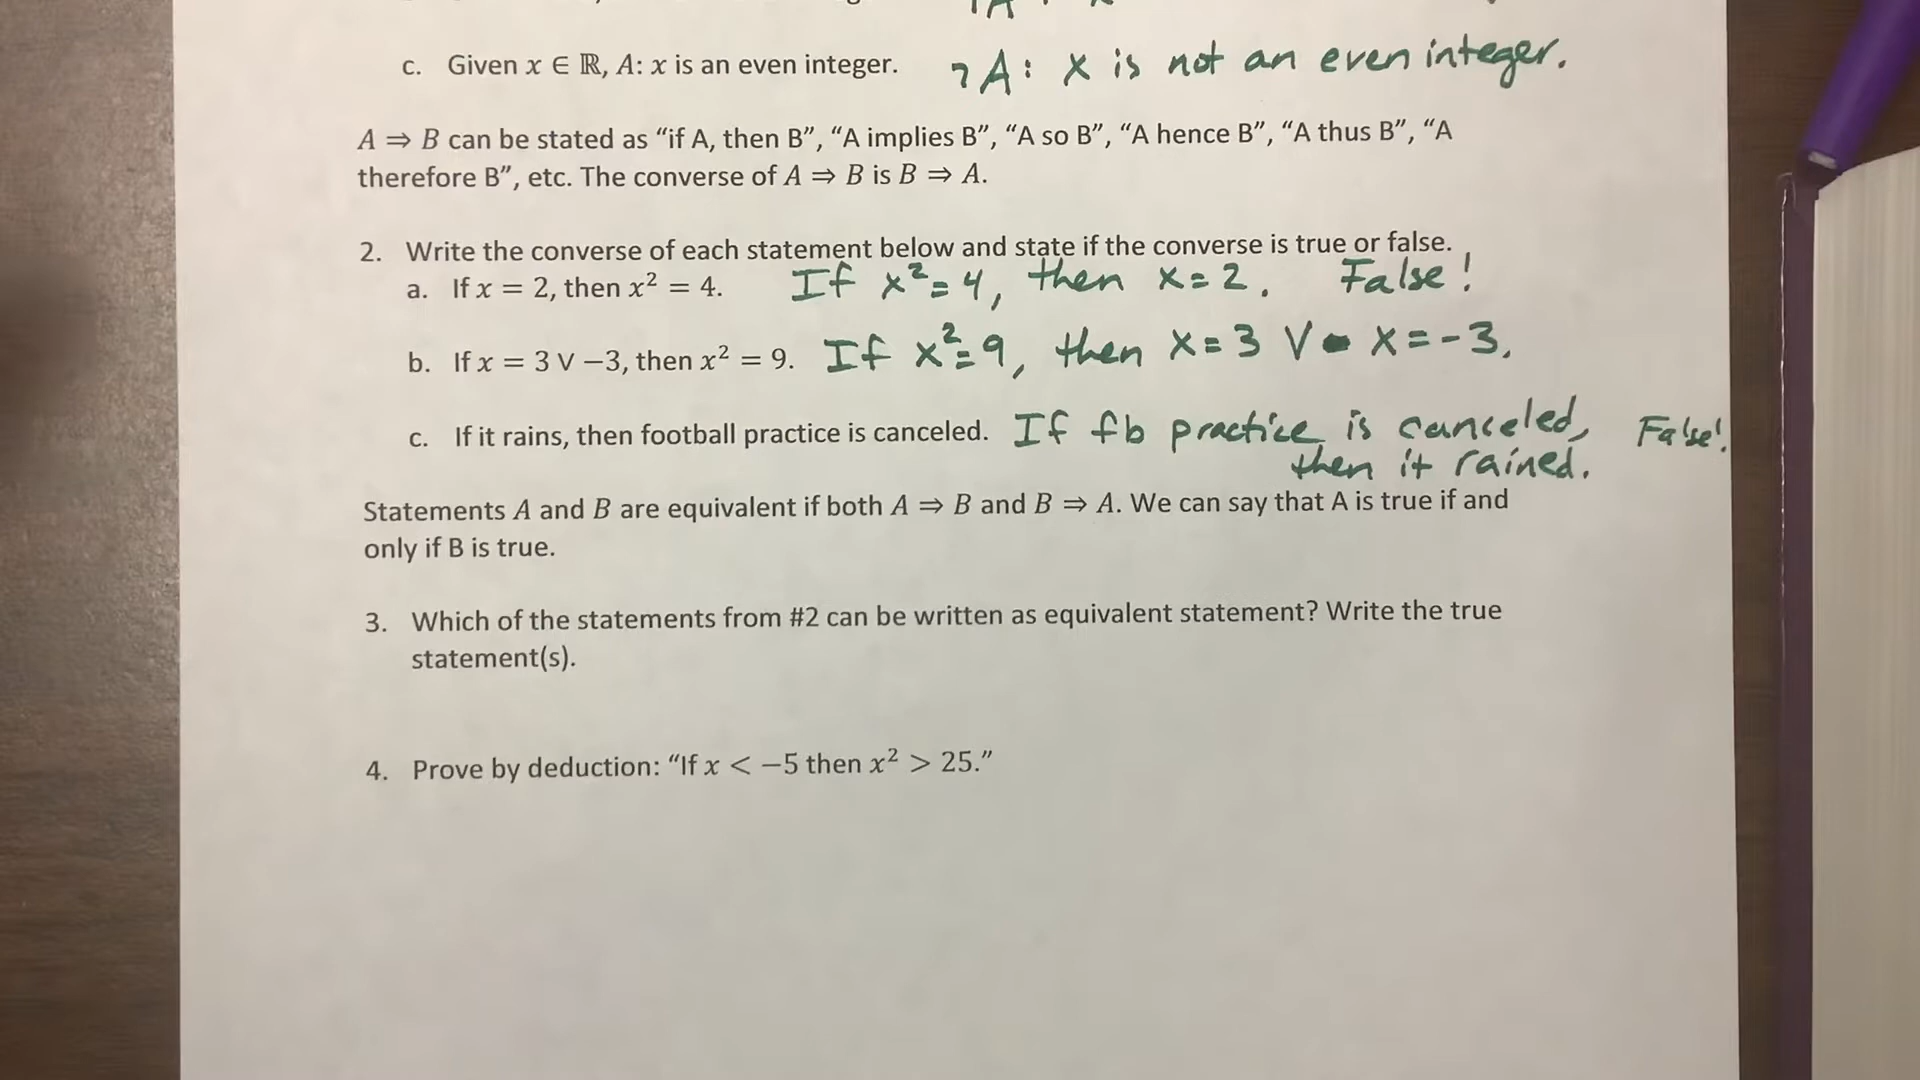 c. Given x ∈ ℝ, A: x is an even integer. ¬A: x is not an even integer.
A ⇒ B can be stated as “if A, then B”, “A implies B”, “A so B”, “A hence B”, “A thus B”, “A
therefore B”, etc. The converse of A ⇒ B is B ⇒ A.
2. Write the converse of each statement below and state if the converse is true or false.
a. If x = 2, then x² = 4. If x² = 4, then x = 2. False!
b. If x = 3 ∨ −3, then x² = 9. If x² = 9, then x = 3 ∨ x = -3.
c. If it rains, then football practice is canceled. If fb practice is canceled, False!
then it rained.
Statements A and B are equivalent if both A ⇒ B and B ⇒ A. We can say that A is true if and
only if B is true.
3. Which of the statements from #2 can be written as equivalent statement? Write the true
statement(s).
4. Prove by deduction: “If x < −5 then x² > 25.”